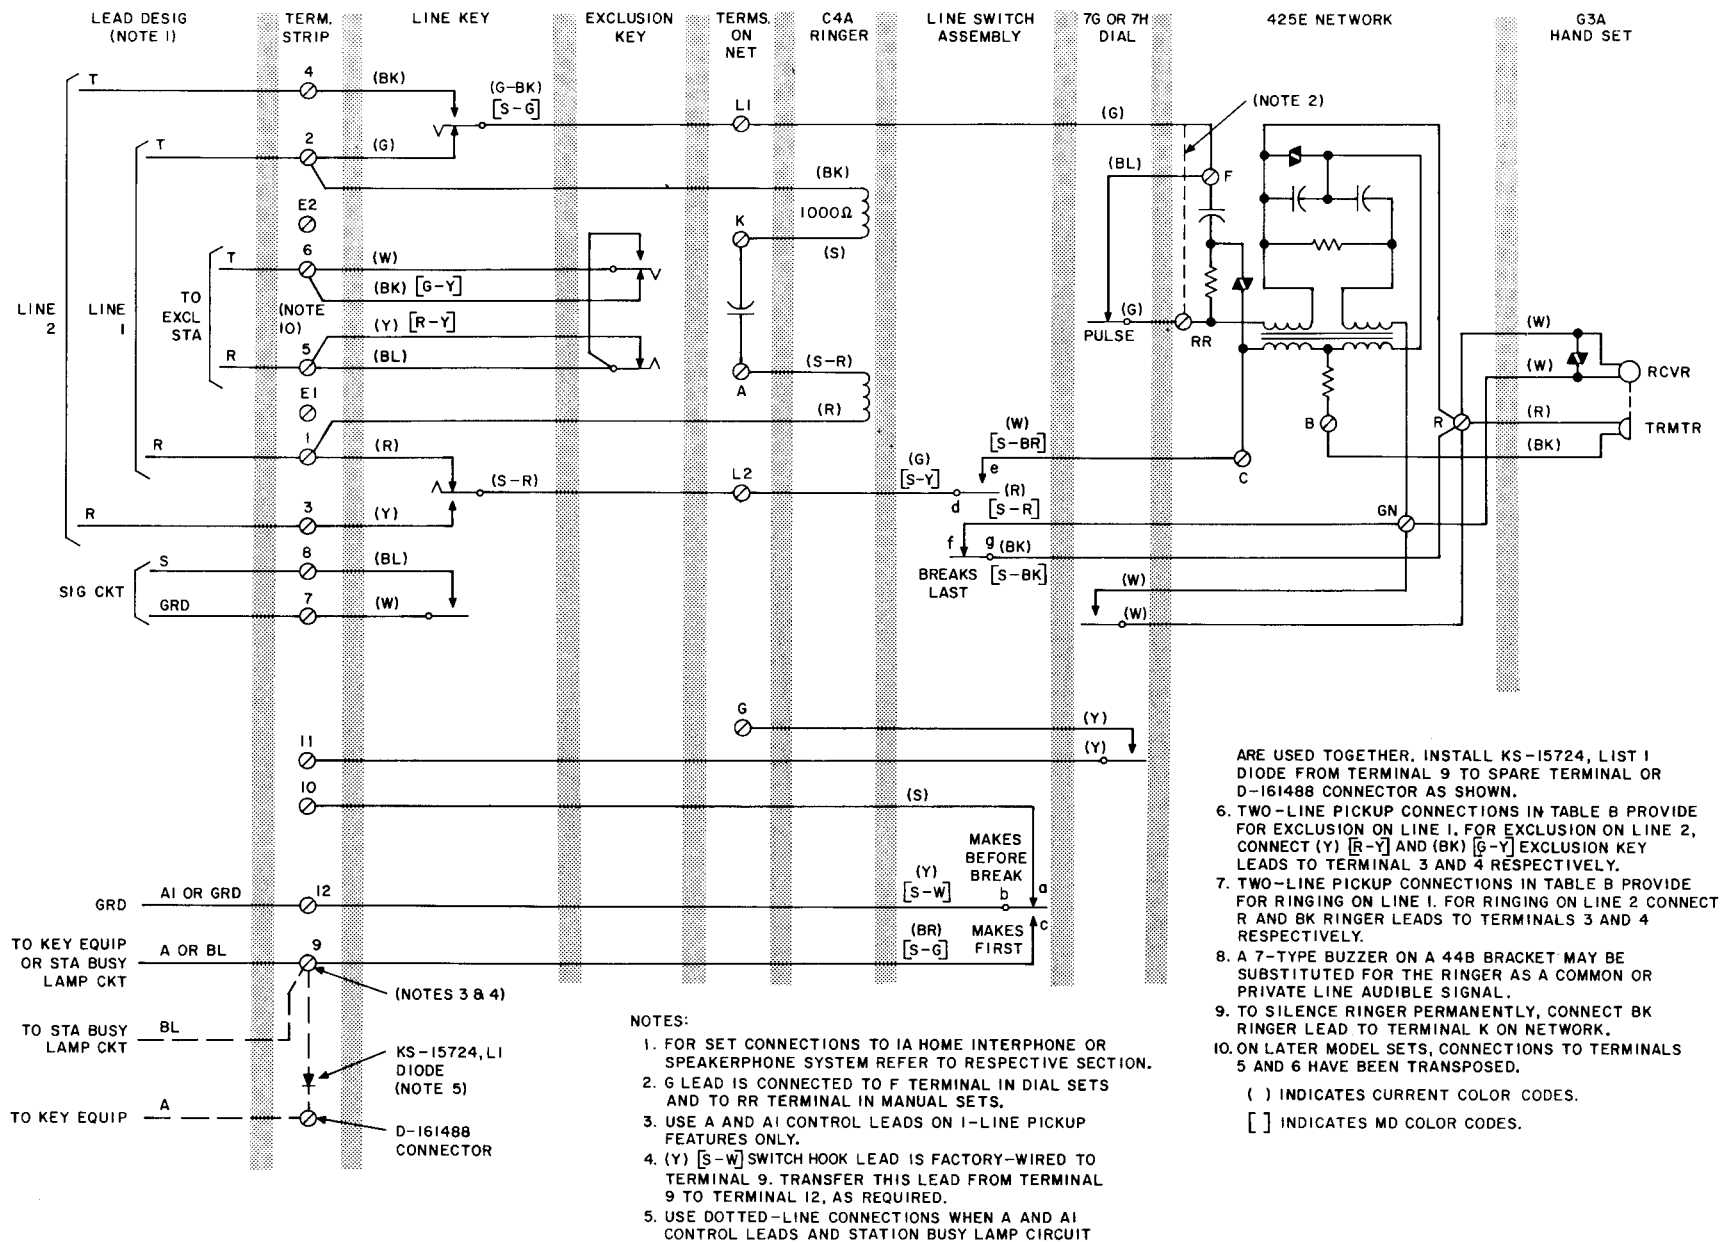 LEAD DESIG
(NOTE 1)
TERM.
STRIP
LINE KEY
EXCLUSION
KEY
TERMS.
ON
NET
C4A
RINGER
LINE SWITCH
ASSEMBLY
7G OR 7H
DIAL
425E NETWORK
G3A
HAND SET
T
4
(BK)
(G-BK)
[S-G]
L1
(G)
(NOTE 2)
T
2
(G)
(BL)
F
(BK)
1000Ω
(S)
E2
K
T
6
(W)
(BK) [G-Y]
TO
EXCL
STA
(NOTE
10)
LINE
2
LINE
1
(Y) [R-Y]
(G)
PULSE
RR
R
5
(BL)
A
(S-R)
(W)
(W)
RCVR
E1
(R)
B
R
(R)
TRMTR
(BK)
R
1
(R)
(W)
[S-BR]
e
C
(S-R)
L2
(G)
[S-Y]
d
(R)
[S-R]
R
3
(Y)
GN
f
g
(BK)
[S-BK]
BREAKS
LAST
SIG CKT
S
8
(BL)
GRD
7
(W)
(W)
(W)
G
(Y)
11
(Y)
10
(S)
MAKES
BEFORE
BREAK
GRD
A1 OR GRD
12
(Y)
[S-W]
b
a
c
TO KEY EQUIP
OR STA BUSY
LAMP CKT
A OR BL
9
(BR)
[S-G]
MAKES
FIRST
(NOTES 3 & 4)
TO STA BUSY
LAMP CKT
BL
KS-15724, L1
DIODE
(NOTE 5)
TO KEY EQUIP
A
D-161488
CONNECTOR
NOTES:
1. FOR SET CONNECTIONS TO 1A HOME INTERPHONE OR
SPEAKERPHONE SYSTEM REFER TO RESPECTIVE SECTION.
2. G LEAD IS CONNECTED TO F TERMINAL IN DIAL SETS
AND TO RR TERMINAL IN MANUAL SETS.
3. USE A AND A1 CONTROL LEADS ON 1-LINE PICKUP
FEATURES ONLY.
4. (Y) [S-W] SWITCH HOOK LEAD IS FACTORY-WIRED TO
TERMINAL 9. TRANSFER THIS LEAD FROM TERMINAL
9 TO TERMINAL 12, AS REQUIRED.
5. USE DOTTED-LINE CONNECTIONS WHEN A AND A1
CONTROL LEADS AND STATION BUSY LAMP CIRCUIT
ARE USED TOGETHER. INSTALL KS-15724, LIST 1
DIODE FROM TERMINAL 9 TO SPARE TERMINAL OR
D-161488 CONNECTOR AS SHOWN.
6. TWO-LINE PICKUP CONNECTIONS IN TABLE B PROVIDE
FOR EXCLUSION ON LINE 1. FOR EXCLUSION ON LINE 2,
CONNECT (Y) [R-Y] AND (BK) [G-Y] EXCLUSION KEY
LEADS TO TERMINAL 3 AND 4 RESPECTIVELY.
7. TWO-LINE PICKUP CONNECTIONS IN TABLE B PROVIDE
FOR RINGING ON LINE 1. FOR RINGING ON LINE 2 CONNECT
R AND BK RINGER LEADS TO TERMINALS 3 AND 4
RESPECTIVELY.
8. A 7-TYPE BUZZER ON A 44B BRACKET MAY BE
SUBSTITUTED FOR THE RINGER AS A COMMON OR
PRIVATE LINE AUDIBLE SIGNAL.
9. TO SILENCE RINGER PERMANENTLY, CONNECT BK
RINGER LEAD TO TERMINAL K ON NETWORK.
10. ON LATER MODEL SETS, CONNECTIONS TO TERMINALS
5 AND 6 HAVE BEEN TRANSPOSED.
( ) INDICATES CURRENT COLOR CODES.
[ ] INDICATES MD COLOR CODES.